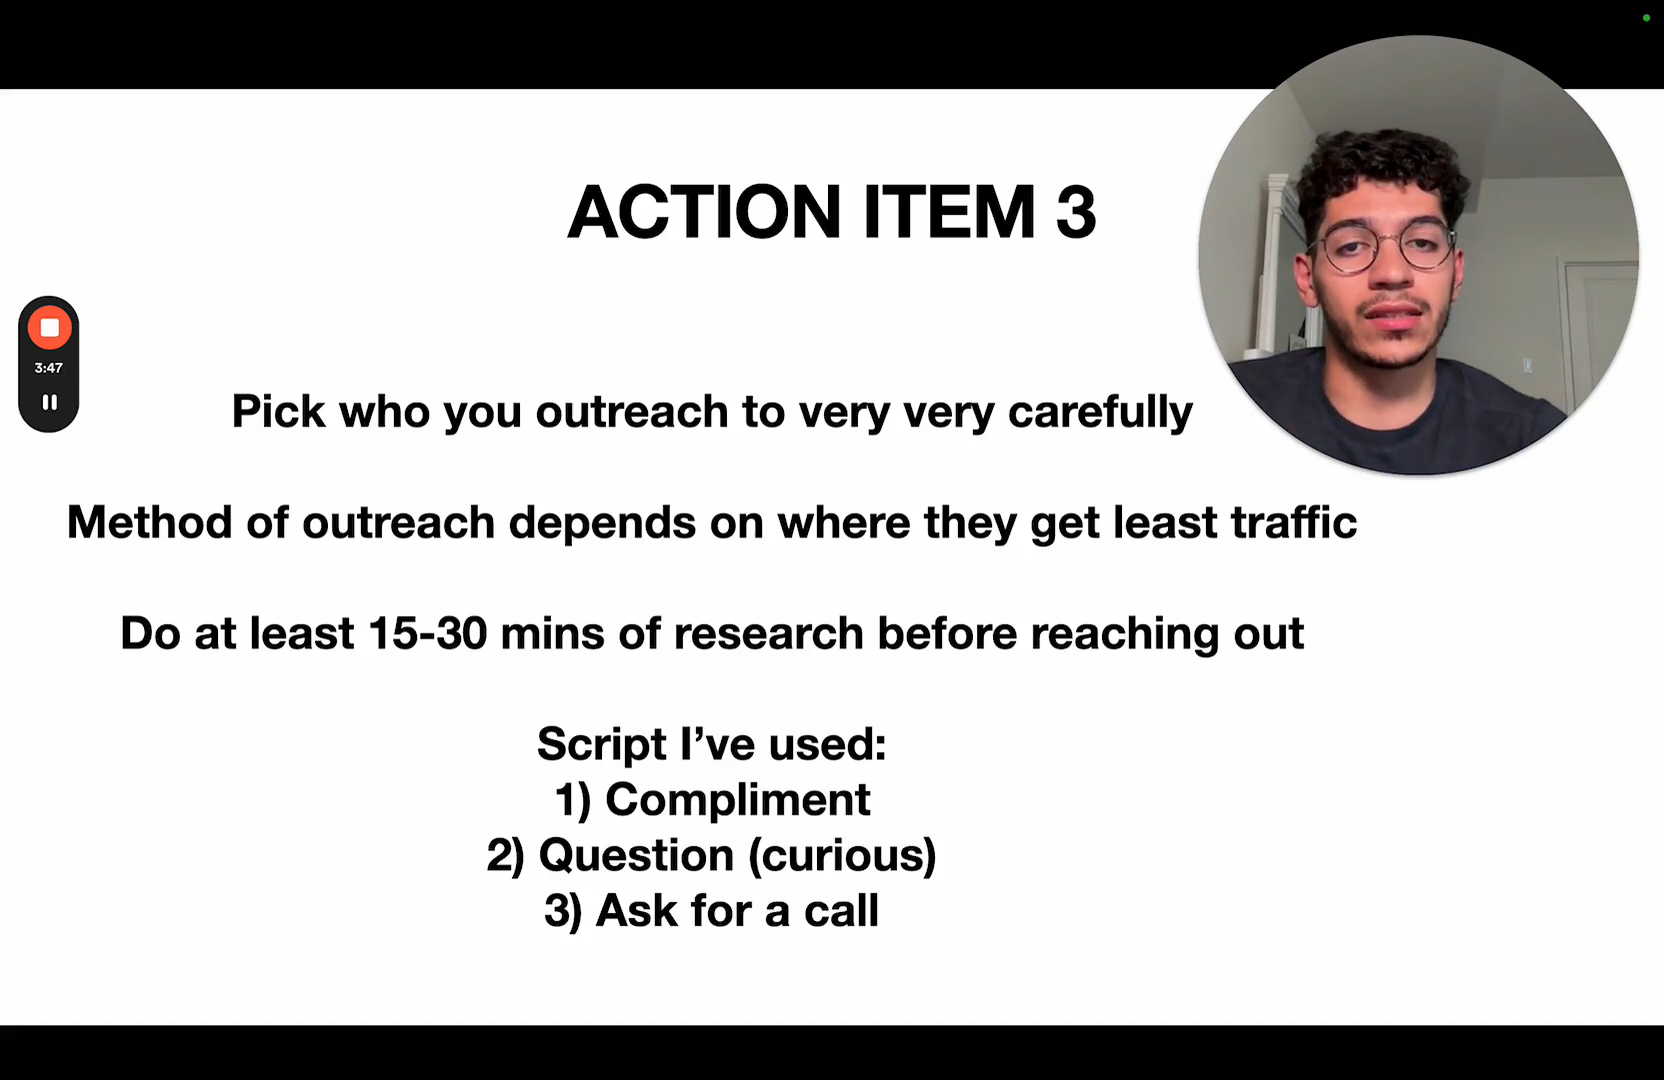 ACTION ITEM 3
3:47
Pick who you outreach to very very carefully
Method of outreach depends on where they get least traffic
Do at least 15-30 mins of research before reaching out
Script I’ve used:
1) Compliment
2) Question (curious)
3) Ask for a call